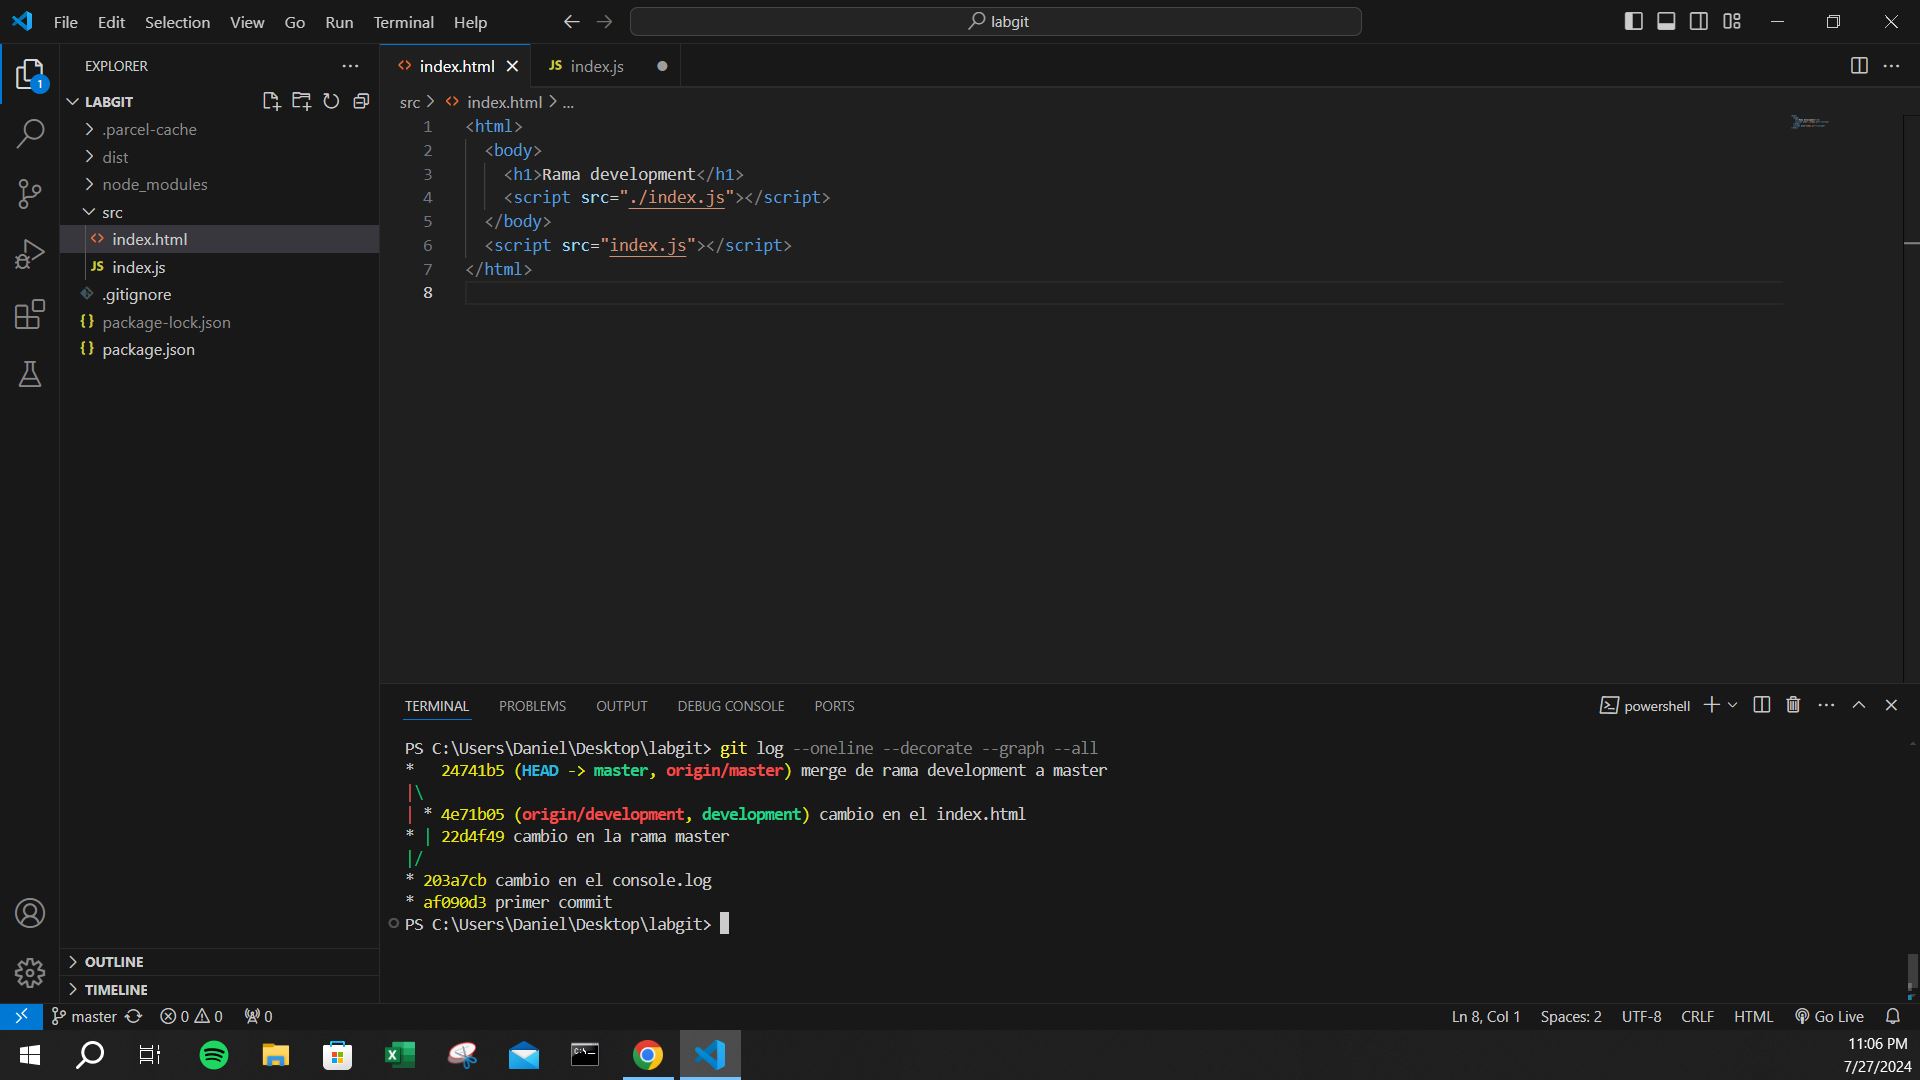 File Edit Selection View Go Run Terminal Help
labgit
EXPLORER
LABGIT
.parcel-cache
dist
node_modules
src
index.html
JS index.js
.gitignore
{} package-lock.json
{} package.json
OUTLINE
TIMELINE
1
index.html
JS index.js
src > index.html > ...
1 <html>
2 <body>
3 <h1>Rama development</h1>
4 <script src="./index.js"></script>
5 </body>
6 <script src="index.js"></script>
7 </html>
8
TERMINAL PROBLEMS OUTPUT DEBUG CONSOLE PORTS
powershell
PS C:\Users\Daniel\Desktop\labgit> git log --oneline --decorate --graph --all
*   24741b5 (HEAD -> master, origin/master) merge de rama development a master
|\
| * 4e71b05 (origin/development, development) cambio en el index.html
* | 22d4f49 cambio en la rama master
|/
* 203a7cb cambio en el console.log
* af090d3 primer commit
PS C:\Users\Daniel\Desktop\labgit>
master 0 0 0
Ln 8, Col 1 Spaces: 2 UTF-8 CRLF HTML Go Live
11:06 PM
7/27/2024